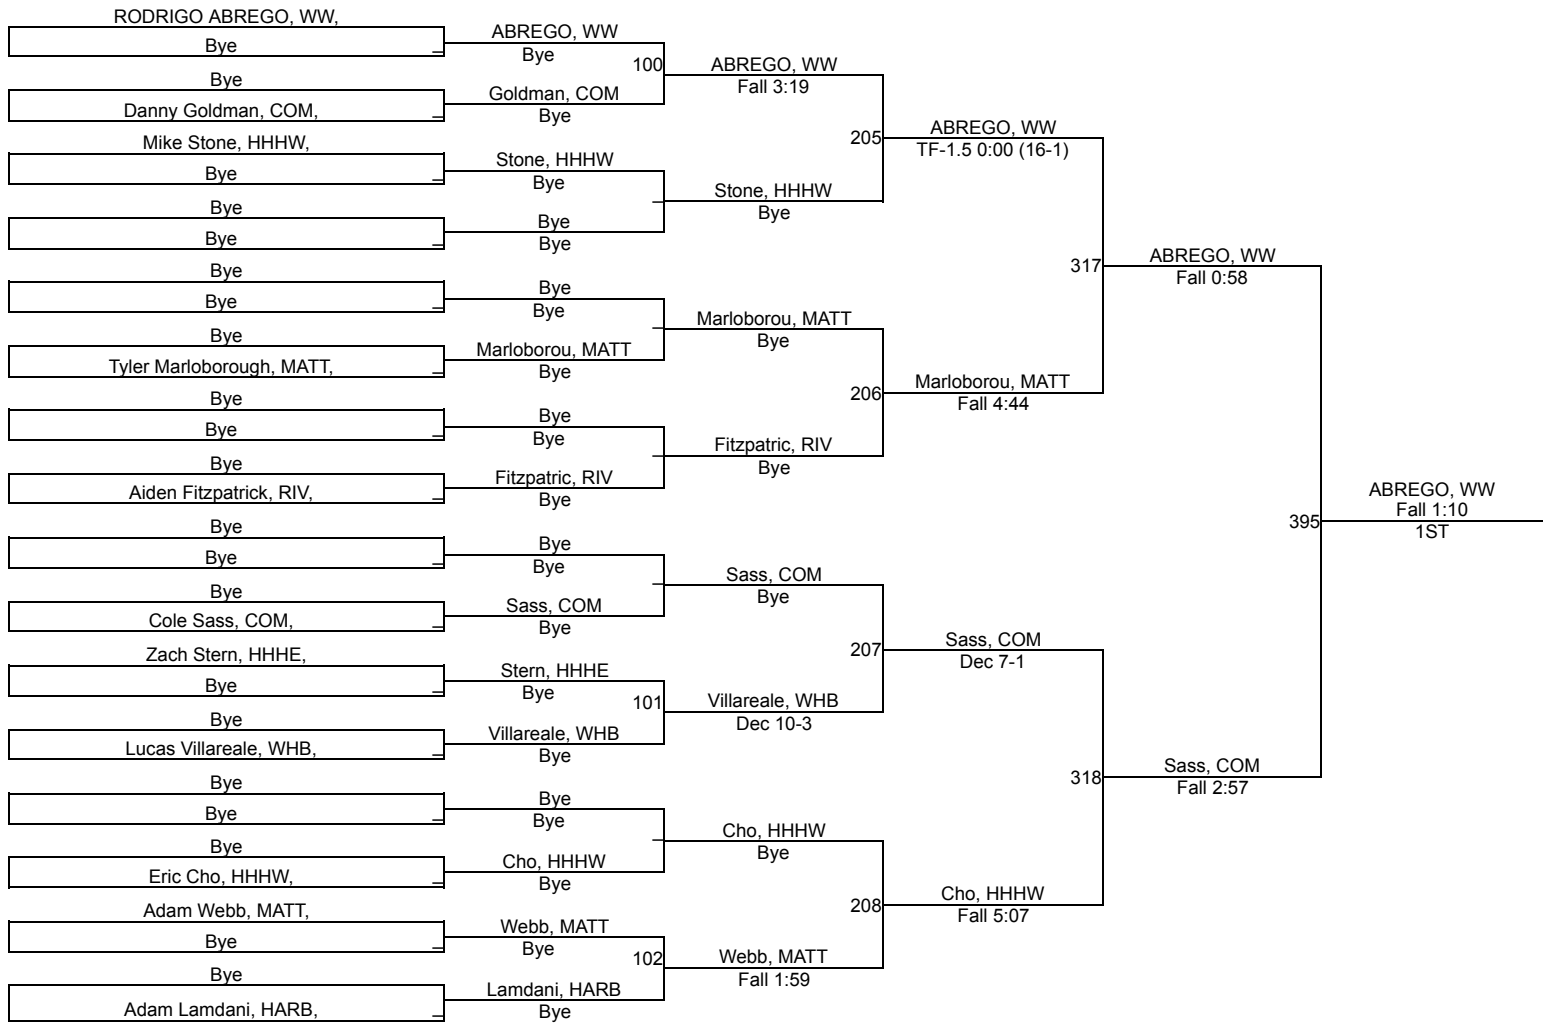 RODRIGO ABREGO, WW,
Bye
Bye
Danny Goldman, COM,
Mike Stone, HHHW,
Bye
Bye
Bye
Bye
Bye
Bye
Tyler Marloborough, MATT,
Bye
Bye
Bye
Aiden Fitzpatrick, RIV,
Bye
Bye
Bye
Cole Sass, COM,
Zach Stern, HHHE,
Bye
Bye
Lucas Villareale, WHB,
Bye
Bye
Bye
Eric Cho, HHHW,
Adam Webb, MATT,
Bye
Bye
Adam Lamdani, HARB,
ABREGO, WW
Bye
100
Goldman, COM
Bye
Stone, HHHW
Bye
Bye
Bye
Bye
Bye
Marloborou, MATT
Bye
Bye
Bye
Fitzpatric, RIV
Bye
Bye
Bye
Sass, COM
Bye
Stern, HHHE
Bye
101
Villareale, WHB
Bye
Bye
Bye
Cho, HHHW
Bye
Webb, MATT
Bye
102
Lamdani, HARB
Bye
ABREGO, WW
Fall 3:19
205
Stone, HHHW
Bye
Marloborou, MATT
Bye
206
Fitzpatric, RIV
Bye
Sass, COM
Bye
207
Villareale, WHB
Dec 10-3
Cho, HHHW
Bye
208
Webb, MATT
Fall 1:59
ABREGO, WW
TF-1.5 0:00 (16-1)
317
Marloborou, MATT
Fall 4:44
Sass, COM
Dec 7-1
318
Cho, HHHW
Fall 5:07
ABREGO, WW
Fall 0:58
395
Sass, COM
Fall 2:57
ABREGO, WW
Fall 1:10
1ST